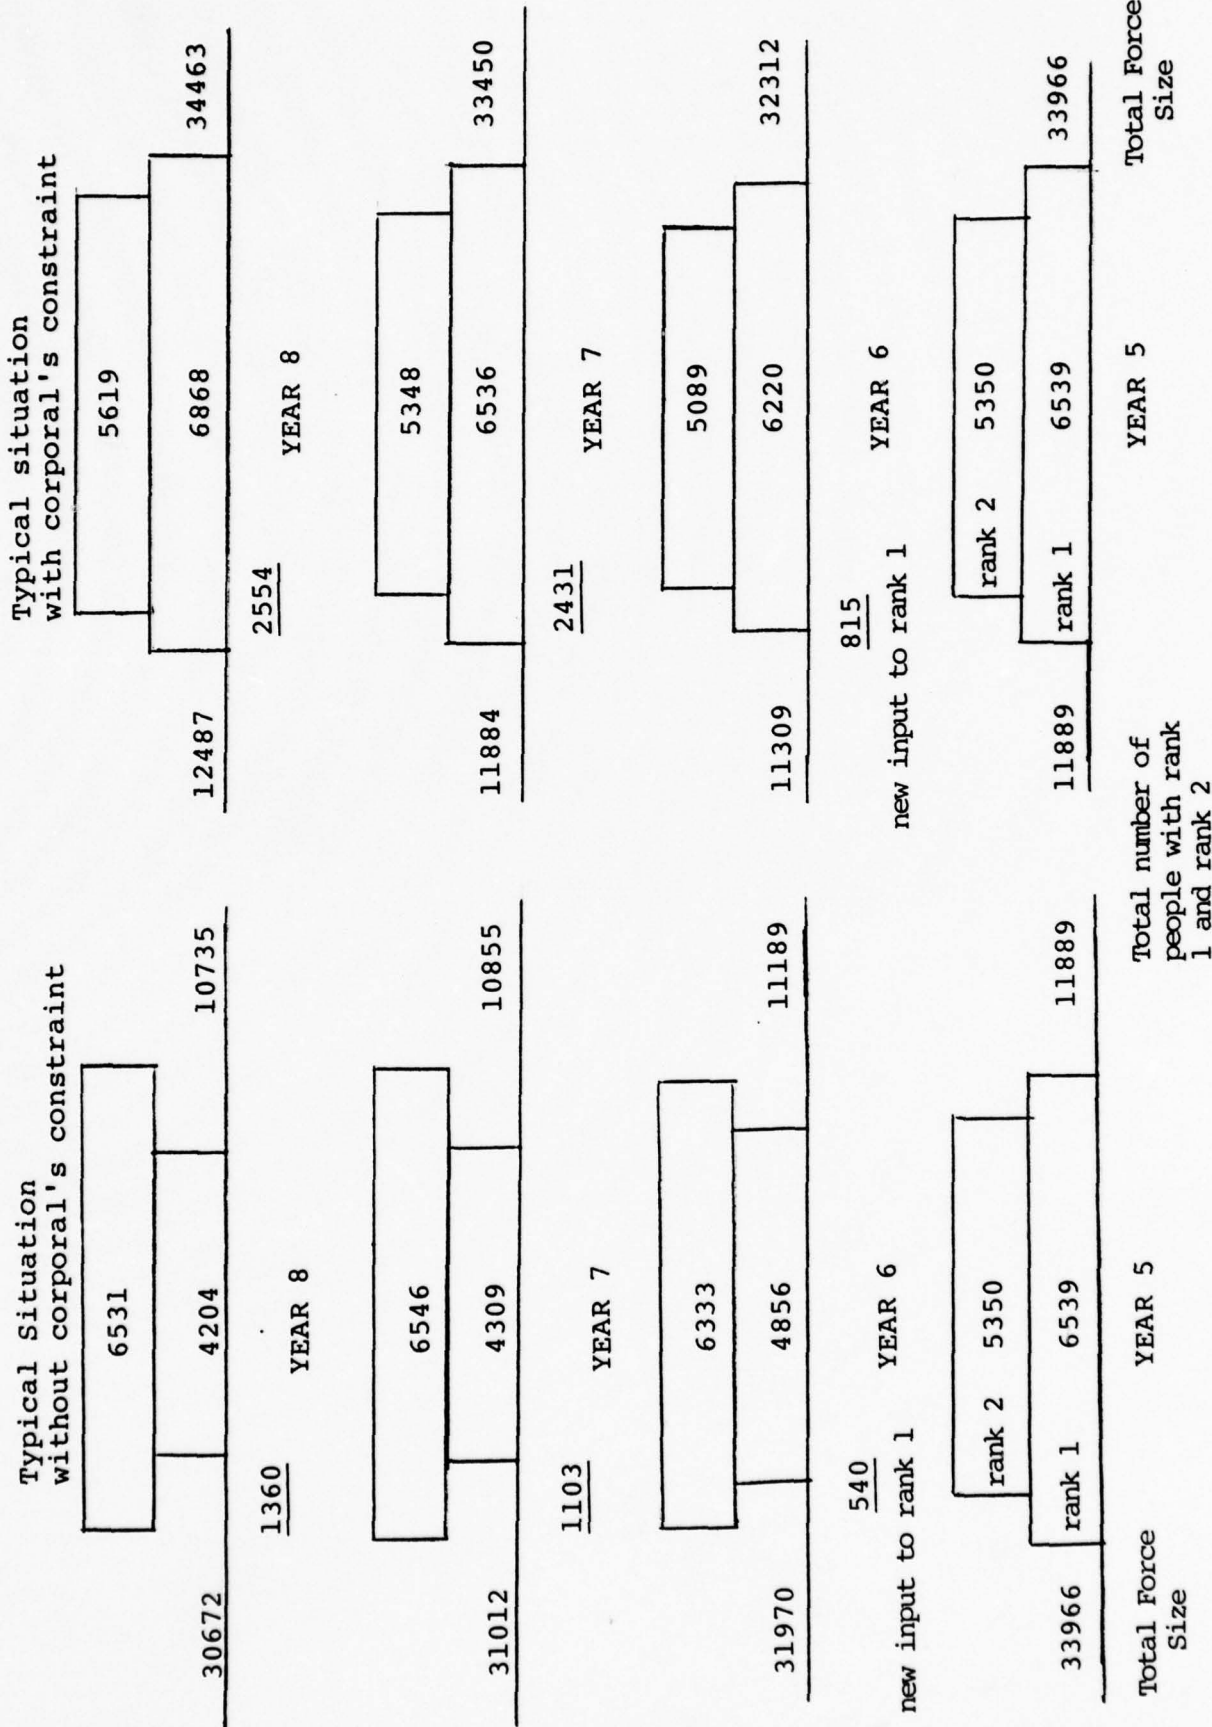 Typical Situation
without corporal's constraint
6531
30672 4204 10735
1360 YEAR 8
6546
31012 4309 10855
1103 YEAR 7
6333
31970 4856 11189
540 YEAR 6
new input to rank 1
rank 2 5350
33966 rank 1 6539 11889
Total Force
Size
YEAR 5
Total number of
people with rank
1 and rank 2
Typical situation
with corporal's constraint
5619
12487 6868 34463
2554 YEAR 8
5348
11884 6536 33450
2431 YEAR 7
5089
11309 6220 32312
815 YEAR 6
new input to rank 1
rank 2 5350
11889 rank 1 6539 33966
YEAR 5
Total Force
Size